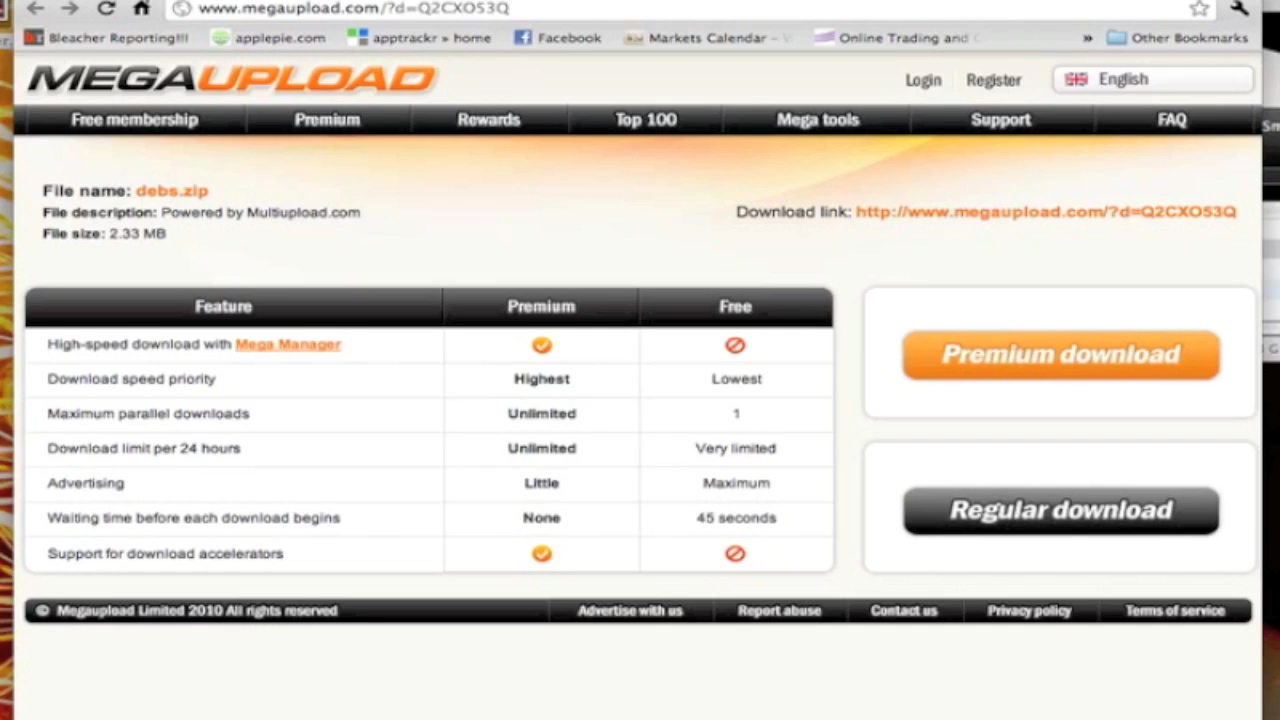 www.megaupload.com/?d=Q2CXO53Q
Bleacher Reporting!!! applepie.com apptrackr » home Facebook Markets Calendar - Online Trading and » Other Bookmarks
MEGAUPLOAD
Login Register English
Free membership Premium Rewards Top 100 Mega tools Support FAQ
File name: debs.zip
File description: Powered by Multiupload.com
File size: 2.33 MB
Download link: http://www.megaupload.com/?d=Q2CXO53Q
Feature Premium Free
High-speed download with Mega Manager
Download speed priority Highest Lowest
Maximum parallel downloads Unlimited 1
Download limit per 24 hours Unlimited Very limited
Advertising Little Maximum
Waiting time before each download begins None 45 seconds
Support for download accelerators
Premium download
Regular download
© Megaupload Limited 2010 All rights reserved Advertise with us Report abuse Contact us Privacy policy Terms of service